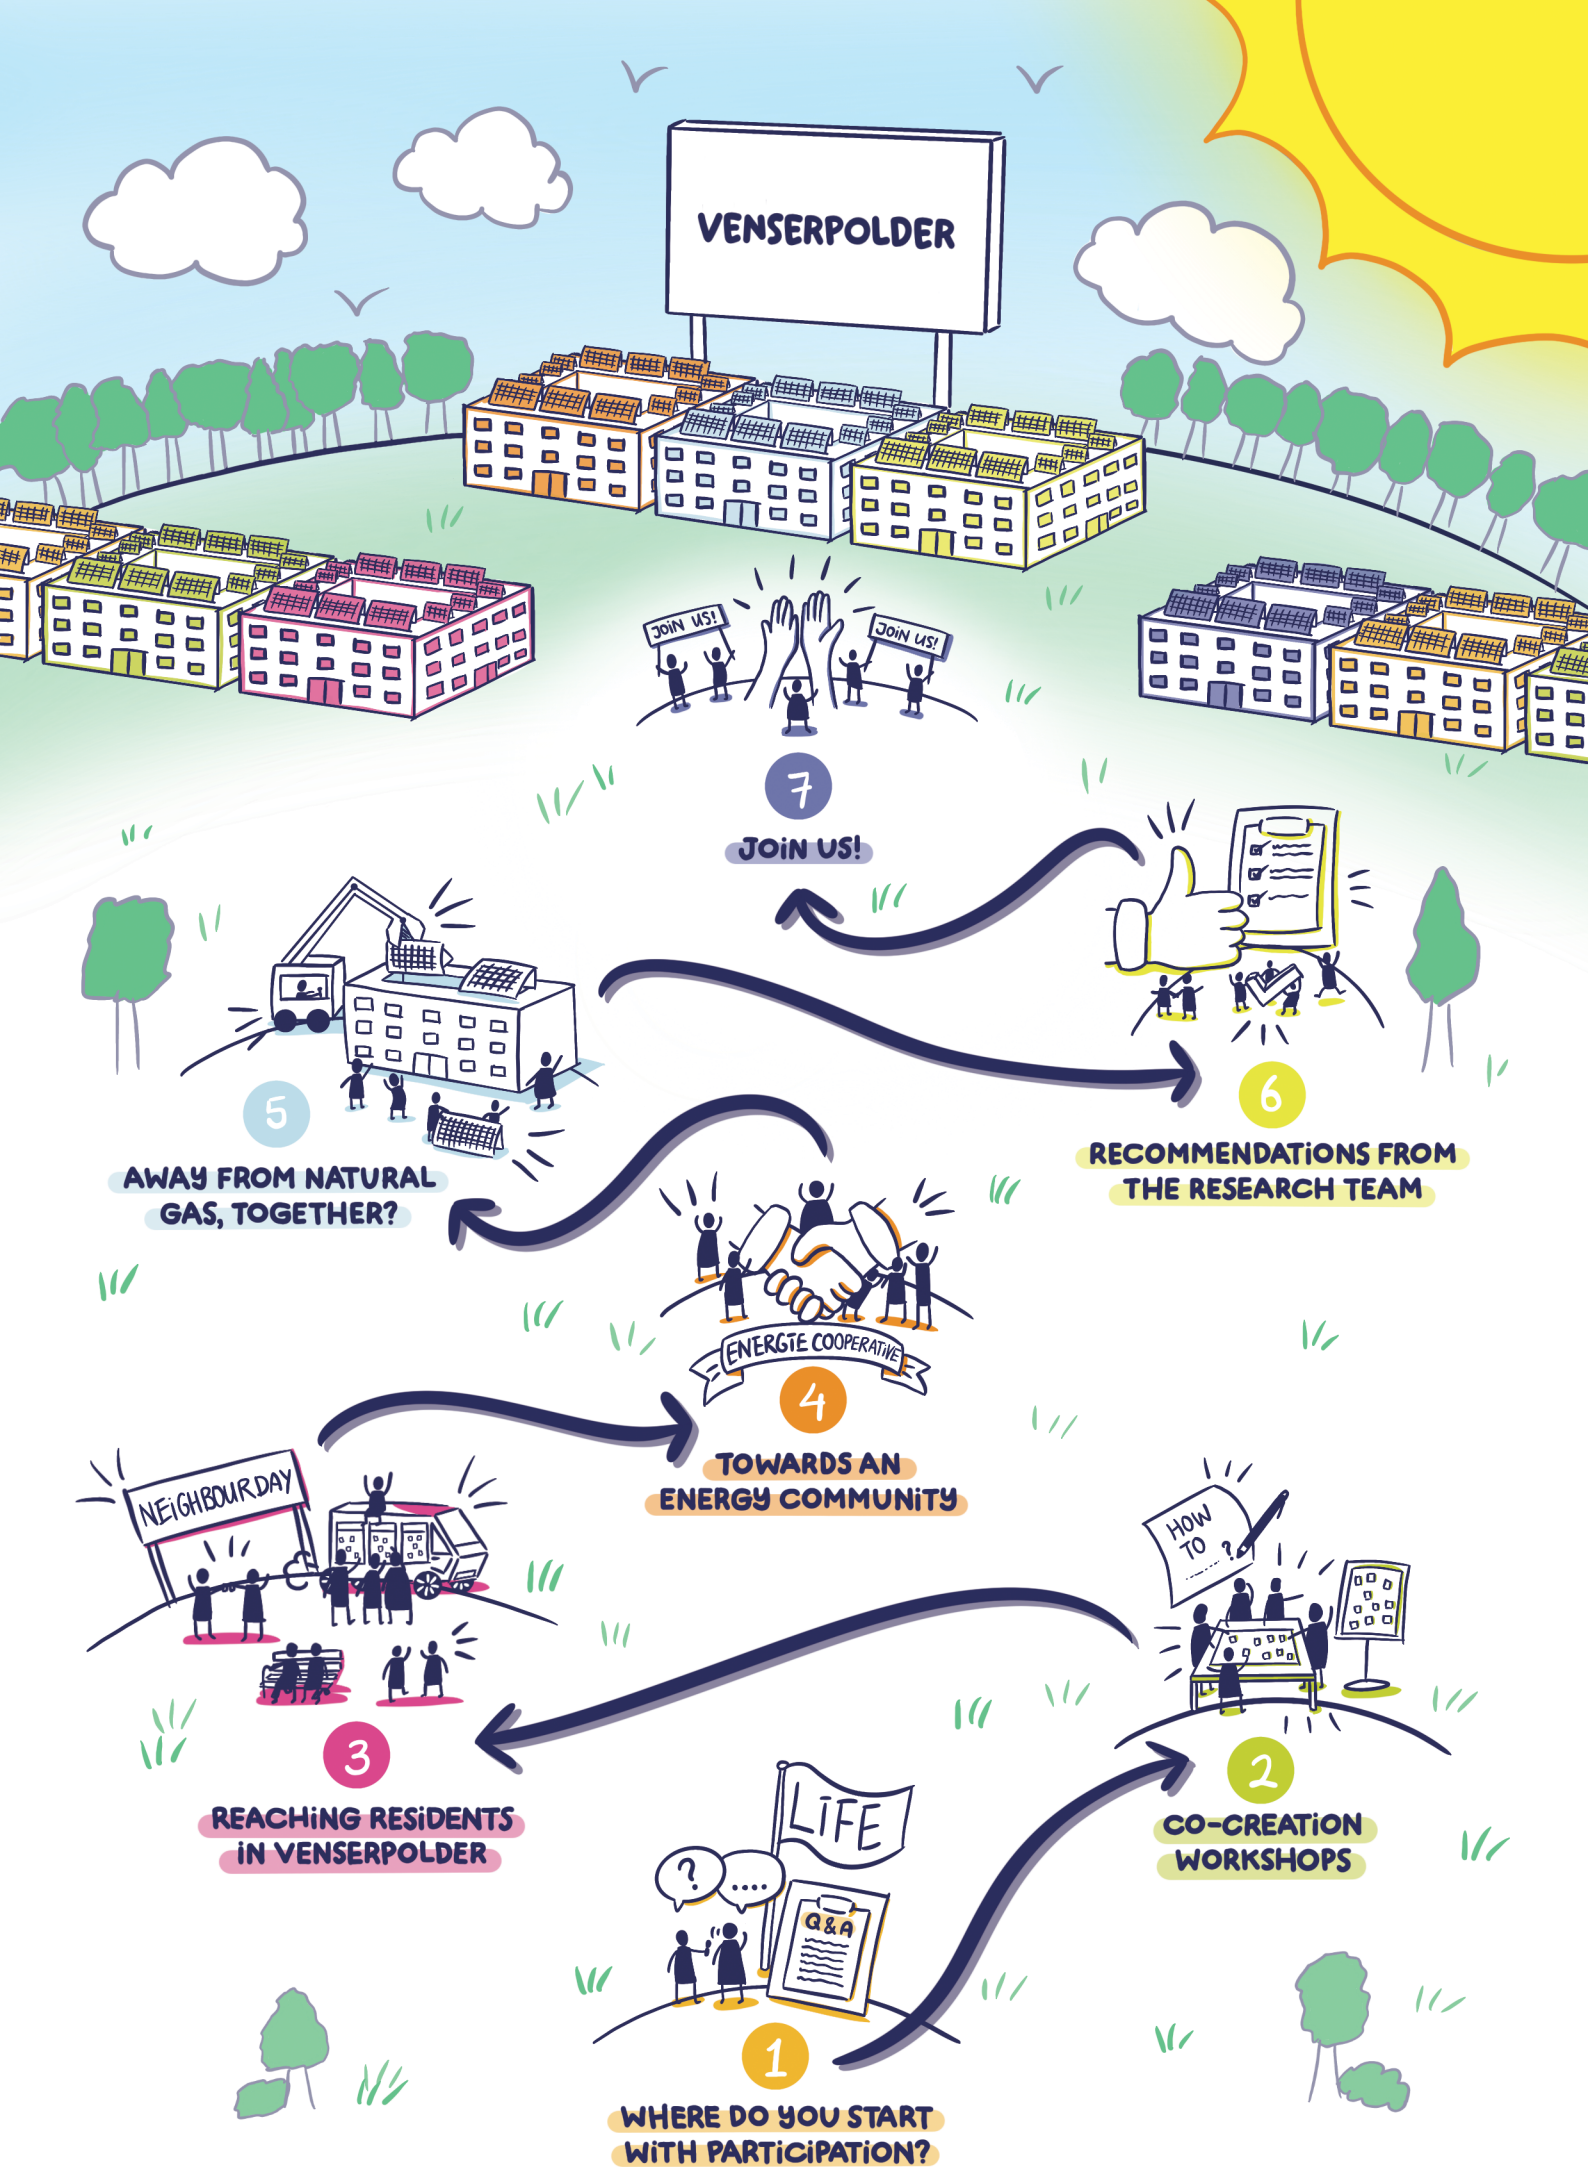 VENSERPOLDER
JOIN US!
JOIN US!
7
JOIN US!
5
AWAY FROM NATURAL
GAS, TOGETHER?
6
RECOMMENDATIONS FROM
THE RESEARCH TEAM
ENERGIE COOPERATIVE
4
TOWARDS AN
ENERGY COMMUNITY
NEIGHBOURDAY
3
REACHING RESIDENTS
IN VENSERPOLDER
HOW
TO
?
2
CO-CREATION
WORKSHOPS
LIFE
? ....
Q&A
1
WHERE DO YOU START
WITH PARTICIPATION?